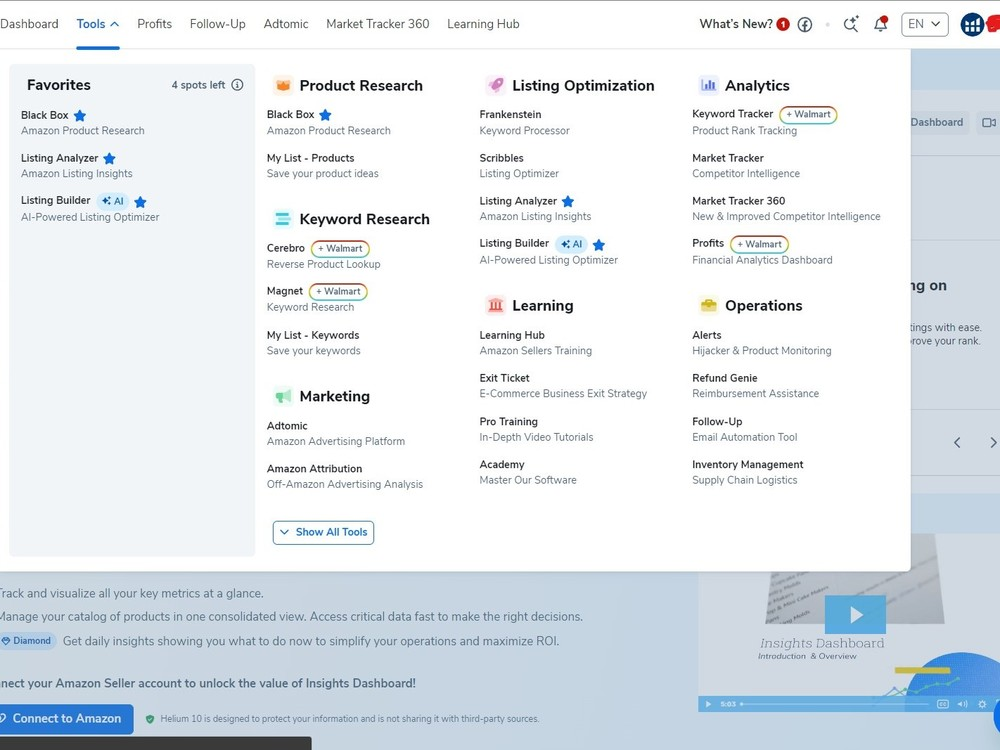 Dashboard
Tools
Profits
Follow-Up
Adtomic
Market Tracker 360
Learning Hub
What's New?
1
EN
Favorites
4 spots left
Black Box
Amazon Product Research
Listing Analyzer
Amazon Listing Insights
Listing Builder AI
AI-Powered Listing Optimizer
Product Research
Black Box
Amazon Product Research
My List - Products
Save your product ideas
Keyword Research
Cerebro + Walmart
Reverse Product Lookup
Magnet + Walmart
Keyword Research
My List - Keywords
Save your keywords
Marketing
Adtomic
Amazon Advertising Platform
Amazon Attribution
Off-Amazon Advertising Analysis
Show All Tools
Listing Optimization
Frankenstein
Keyword Processor
Scribbles
Listing Optimizer
Listing Analyzer
Amazon Listing Insights
Listing Builder AI
AI-Powered Listing Optimizer
Learning
Learning Hub
Amazon Sellers Training
Exit Ticket
E-Commerce Business Exit Strategy
Pro Training
In-Depth Video Tutorials
Academy
Master Our Software
Analytics
Keyword Tracker + Walmart
Product Rank Tracking
Market Tracker
Competitor Intelligence
Market Tracker 360
New & Improved Competitor Intelligence
Profits + Walmart
Financial Analytics Dashboard
Operations
Alerts
Hijacker & Product Monitoring
Refund Genie
Reimbursement Assistance
Follow-Up
Email Automation Tool
Inventory Management
Supply Chain Logistics
Dashboard
ng on
tings with ease.
rove your rank.
Track and visualize all your key metrics at a glance.
Manage your catalog of products in one consolidated view. Access critical data fast to make the right decisions.
Diamond Get daily insights showing you what to do now to simplify your operations and maximize ROI.
nect your Amazon Seller account to unlock the value of Insights Dashboard!
Connect to Amazon
Helium 10 is designed to protect your information and is not sharing it with third-party sources.
Insights Dashboard
Introduction & Overview
5:03